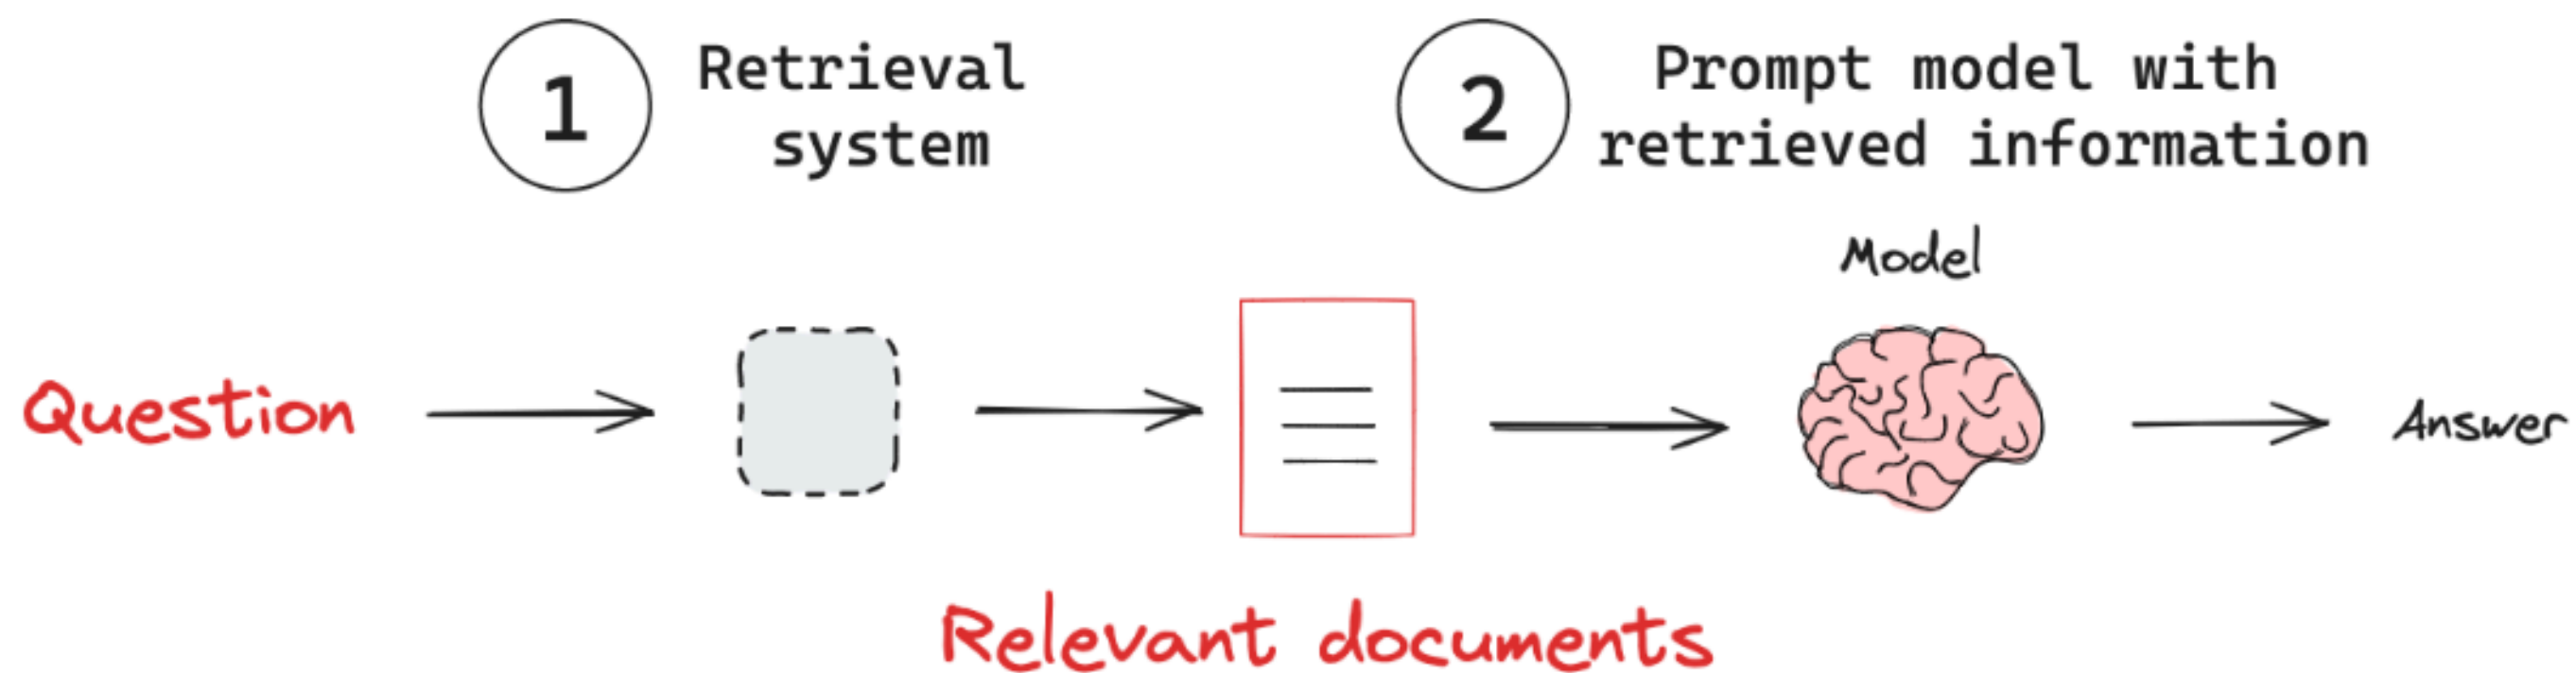 1
Retrieval
system
2
Prompt model with
retrieved information
Model
Question
Answer
Relevant documents